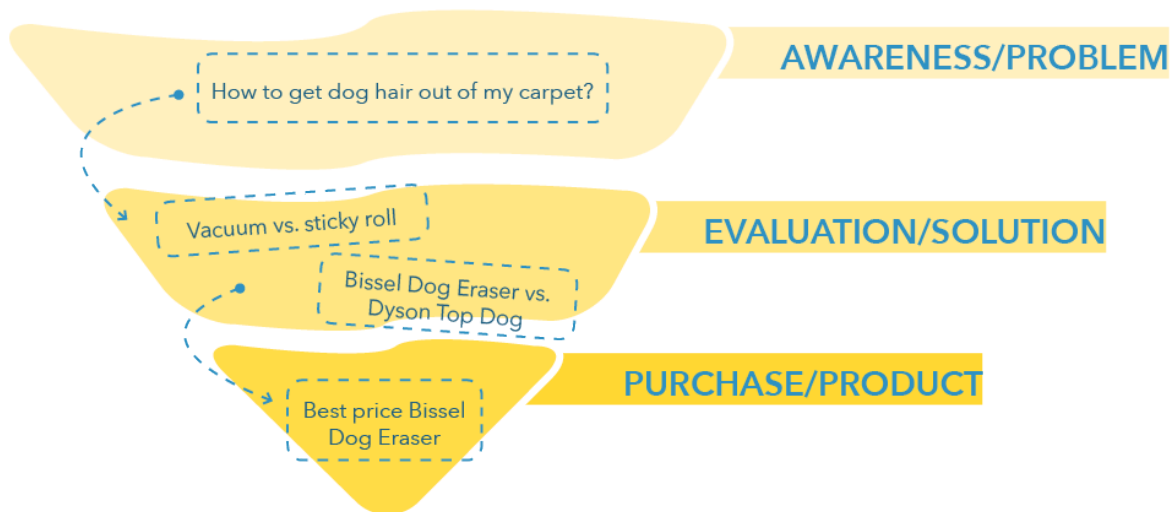 AWARENESS/PROBLEM
How to get dog hair out of my carpet?
Vacuum vs. sticky roll
EVALUATION/SOLUTION
Bissel Dog Eraser vs.
Dyson Top Dog
PURCHASE/PRODUCT
Best price Bissel
Dog Eraser